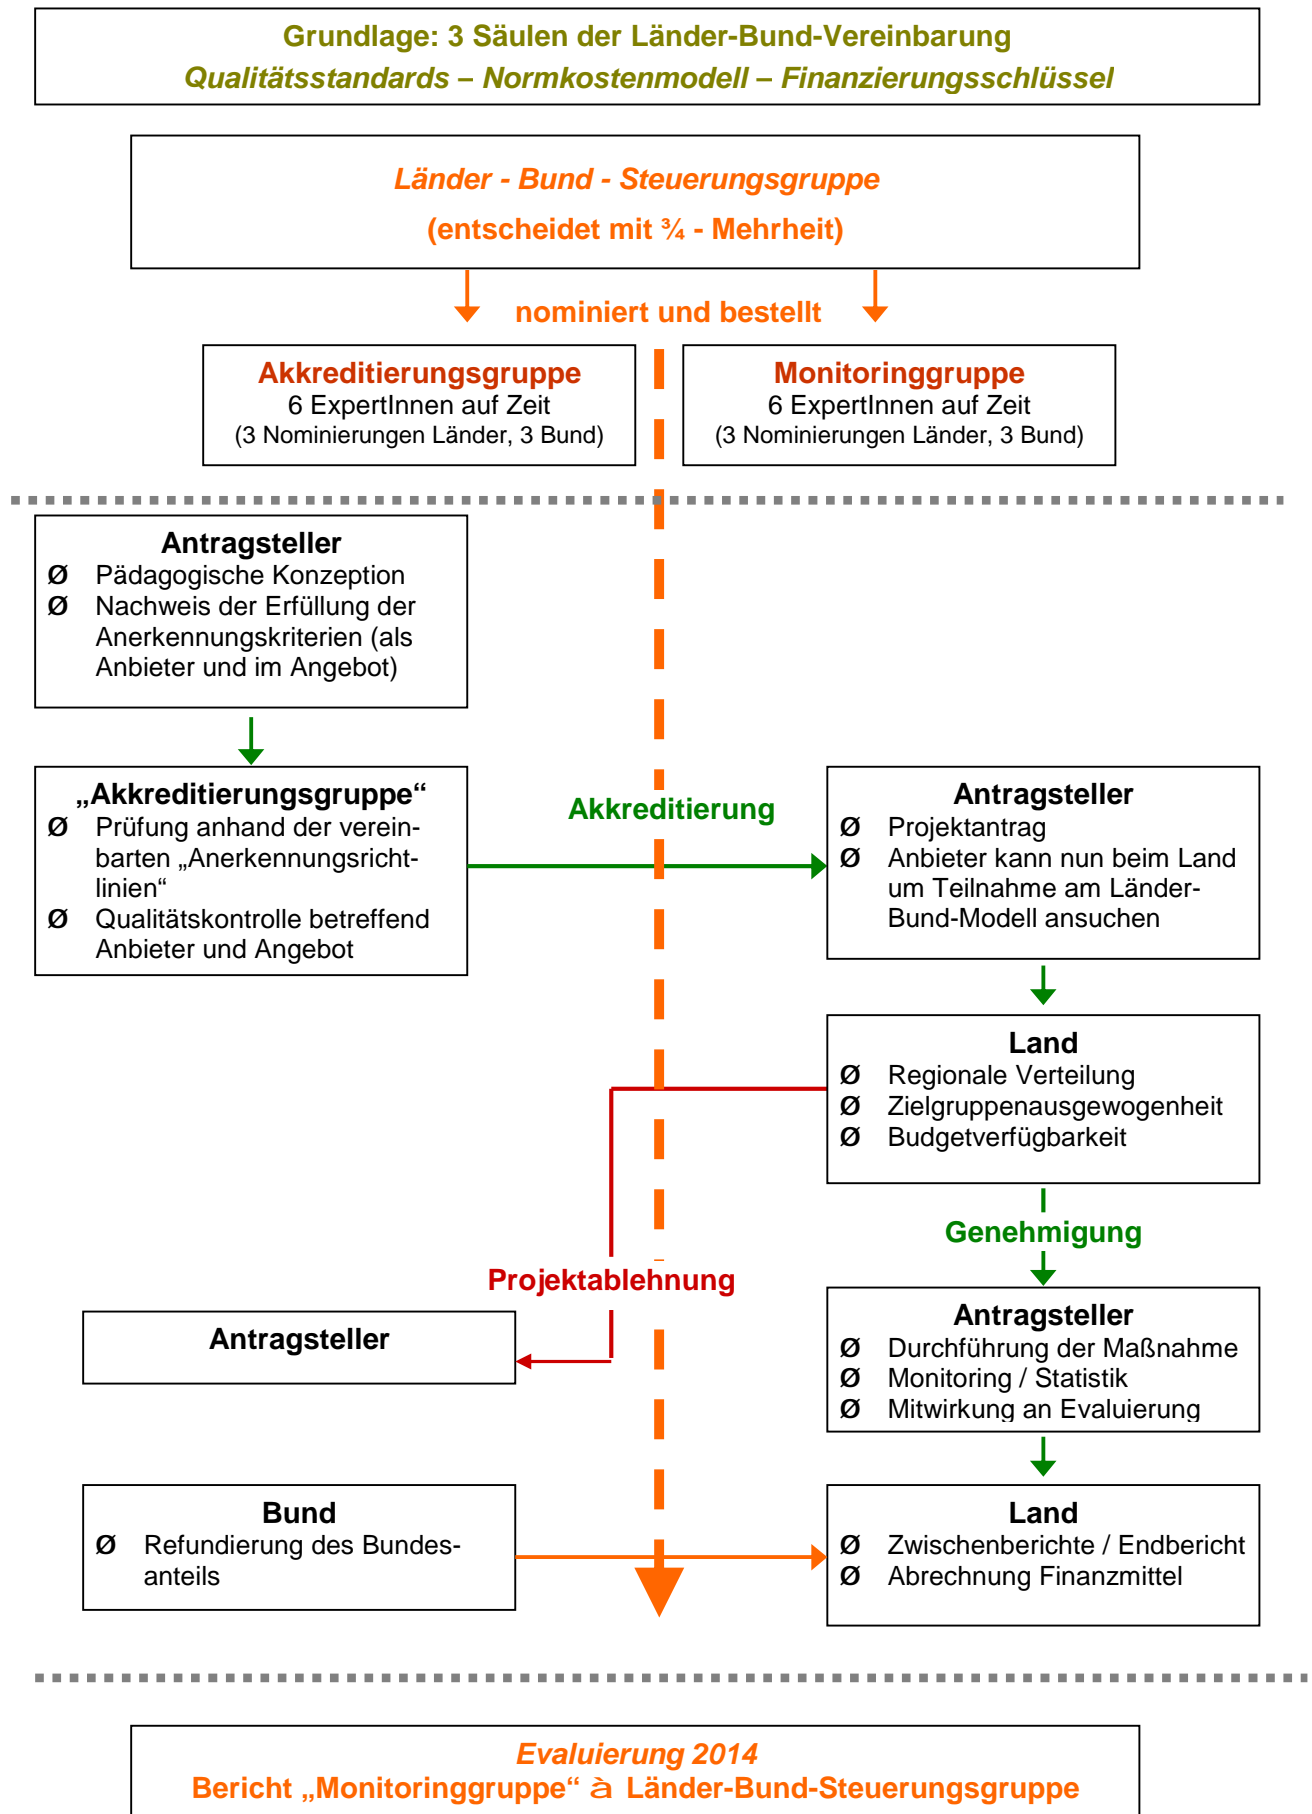 Grundlage: 3 Säulen der Länder-Bund-Vereinbarung
Qualitätsstandards – Normkostenmodell – Finanzierungsschlüssel
Länder - Bund - Steuerungsgruppe
(entscheidet mit ¾ - Mehrheit)
nominiert und bestellt
Akkreditierungsgruppe
6 ExpertInnen auf Zeit
(3 Nominierungen Länder, 3 Bund)
Monitoringgruppe
6 ExpertInnen auf Zeit
(3 Nominierungen Länder, 3 Bund)
Antragsteller
Ø Pädagogische Konzeption
Ø Nachweis der Erfüllung der
Anerkennungskriterien (als
Anbieter und im Angebot)
„Akkreditierungsgruppe“
Ø Prüfung anhand der verein-
barten „Anerkennungsricht-
linien“
Ø Qualitätskontrolle betreffend
Anbieter und Angebot
Akkreditierung
Antragsteller
Ø Projektantrag
Ø Anbieter kann nun beim Land
um Teilnahme am Länder-
Bund-Modell ansuchen
Land
Ø Regionale Verteilung
Ø Zielgruppenausgewogenheit
Ø Budgetverfügbarkeit
Genehmigung
Projektablehnung
Antragsteller
Antragsteller
Ø Durchführung der Maßnahme
Ø Monitoring / Statistik
Ø Mitwirkung an Evaluierung
Bund
Ø Refundierung des Bundes-
anteils
Land
Ø Zwischenberichte / Endbericht
Ø Abrechnung Finanzmittel
Evaluierung 2014
Bericht „Monitoringgruppe“ à Länder-Bund-Steuerungsgruppe